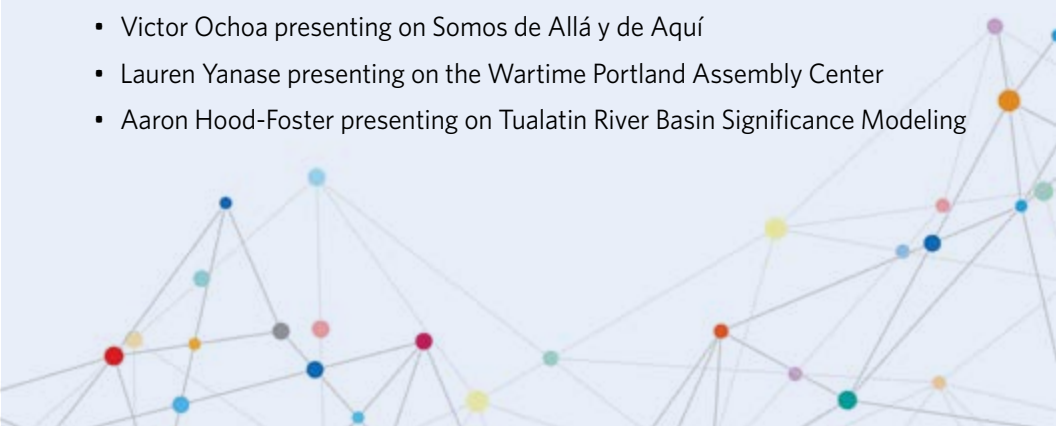 • Victor Ochoa presenting on Somos de Allá y de Aquí
• Lauren Yanase presenting on the Wartime Portland Assembly Center
• Aaron Hood-Foster presenting on Tualatin River Basin Significance Modeling